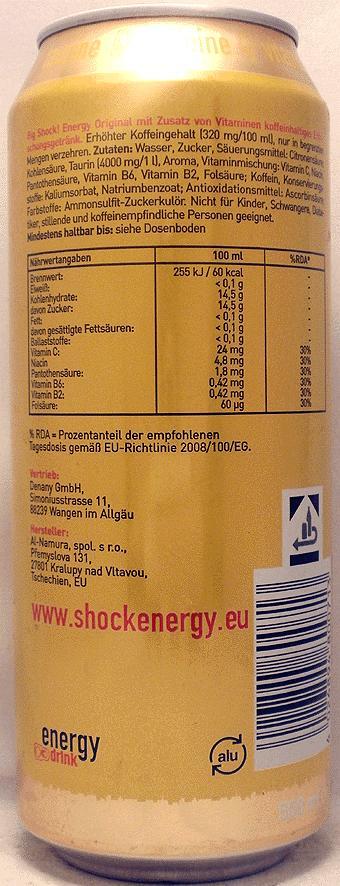 Big Shock! Energy Original mit Zusatz von Vitaminen koffeinhaltiges
schungsgetränk. Erhöhter Koffeingehalt (320 mg/100 ml), nur in begrenzten
Mengen verzehren. Zutaten: Wasser, Zucker, Säuerungsmittel: Citronensäure,
Kohlensäure, Taurin (4000 mg/1 l), Aroma, Vitaminmischung: Vitamin C, Niacin,
Pantothensäure, Vitamin B6, Vitamin B2, Folsäure; Koffein, Konservierungs
stoffe: Kaliumsorbat, Natriumbenzoat; Antioxidationsmittel: Ascorbinsäure,
Farbstoffe: Ammonsulfit-Zuckerkulör. Nicht für Kinder, Schwangere, Diabe-
tiker, stillende und koffeinempfindliche Personen geeignet.
Mindestens haltbar bis: siehe Dosenboden
Nährwertangaben 100 ml %RDA*
Brennwert: 255 kJ / 60 kcal -
Eiweiß: < 0,1 g -
Kohlenhydrate: 14,5 g -
davon Zucker: 14,5 g -
Fett: < 0,1 g -
davon gesättigte Fettsäuren: < 0,1 g -
Ballaststoffe: < 0,1 g -
Vitamin C: 24 mg 30%
Niacin 4,8 mg 30%
Pantothensäure: 1,8 mg 30%
Vitamin B6: 0,42 mg 30%
Vitamin B2: 0,42 mg 30%
Folsäure: 60 µg 30%
% RDA = Prozentanteil der empfohlenen
Tagesdosis gemäß EU-Richtlinie 2008/100/EG.
Vertrieb:
Denany GmbH,
Simoniusstrasse 11,
88239 Wangen im Allgäu
Hersteller:
Al-Namura, spol. s r.o.,
Přemyslova 131,
27801 Kralupy nad Vltavou,
Tschechien, EU
www.shockenergy.eu
energy
drink
alu